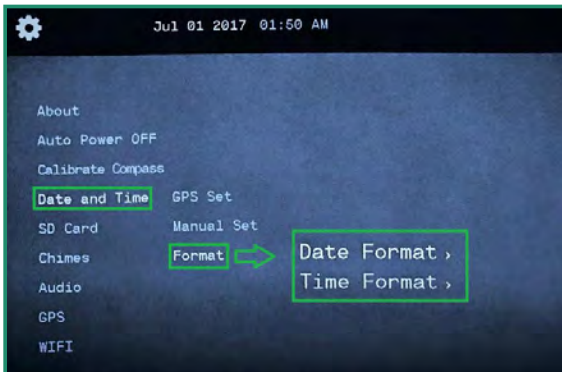 Jul 01 2017 01:50 AM
About
Auto Power OFF
Calibrate Compass
Date and Time
GPS Set
SD Card
Manual Set
Chimes
Format
Date Format ›
Time Format ›
Audio
GPS
WIFI